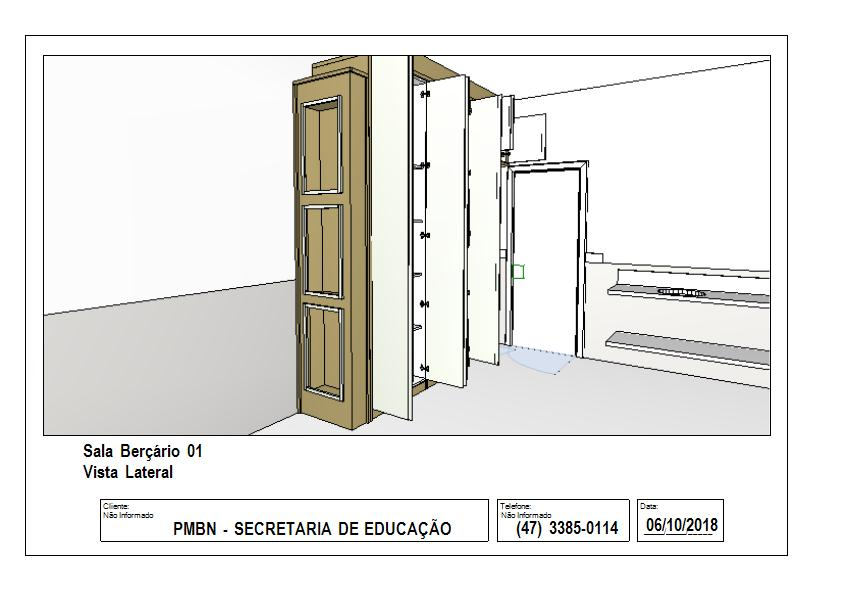 Sala Berçário 01
Vista Lateral
Cliente:
Não Informado
PMBN - SECRETARIA DE EDUCAÇÃO
Telefone:
Não Informado
(47) 3385-0114
Data:
06/10/2018